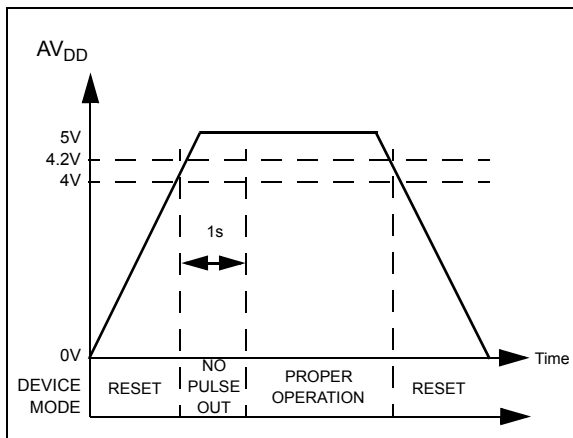 AVDD
5V
4.2V
4V
1s
0V
Time
DEVICE MODE
RESET
NO PULSE OUT
PROPER OPERATION
RESET